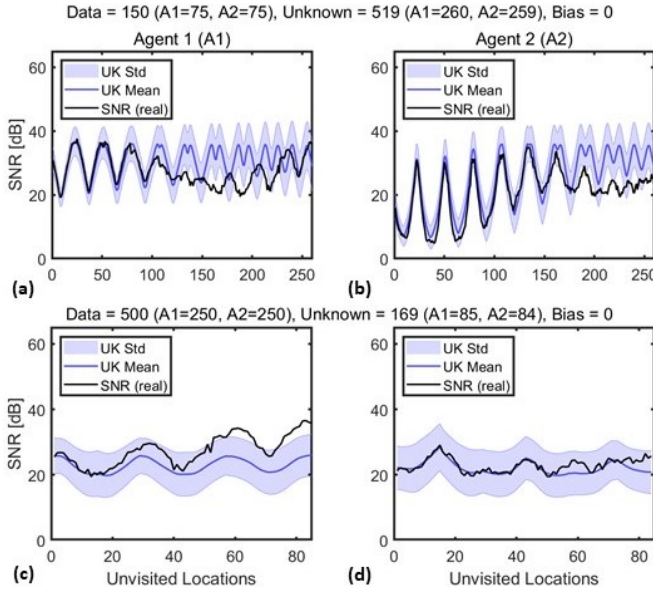 Data = 150 (A1=75, A2=75), Unknown = 519 (A1=260, A2=259), Bias = 0
Agent 1 (A1)
Agent 2 (A2)
60
40
20
0
SNR [dB]
UK Std
UK Mean
SNR (real)
0 50 100 150 200 250
(a)
60
40
20
0
UK Std
UK Mean
SNR (real)
0 50 100 150 200 250
(b)
Data = 500 (A1=250, A2=250), Unknown = 169 (A1=85, A2=84), Bias = 0
60
40
20
0
SNR [dB]
UK Std
UK Mean
SNR (real)
0 20 40 60 80
(c)
Unvisited Locations
60
40
20
0
UK Std
UK Mean
SNR (real)
0 20 40 60 80
(d)
Unvisited Locations